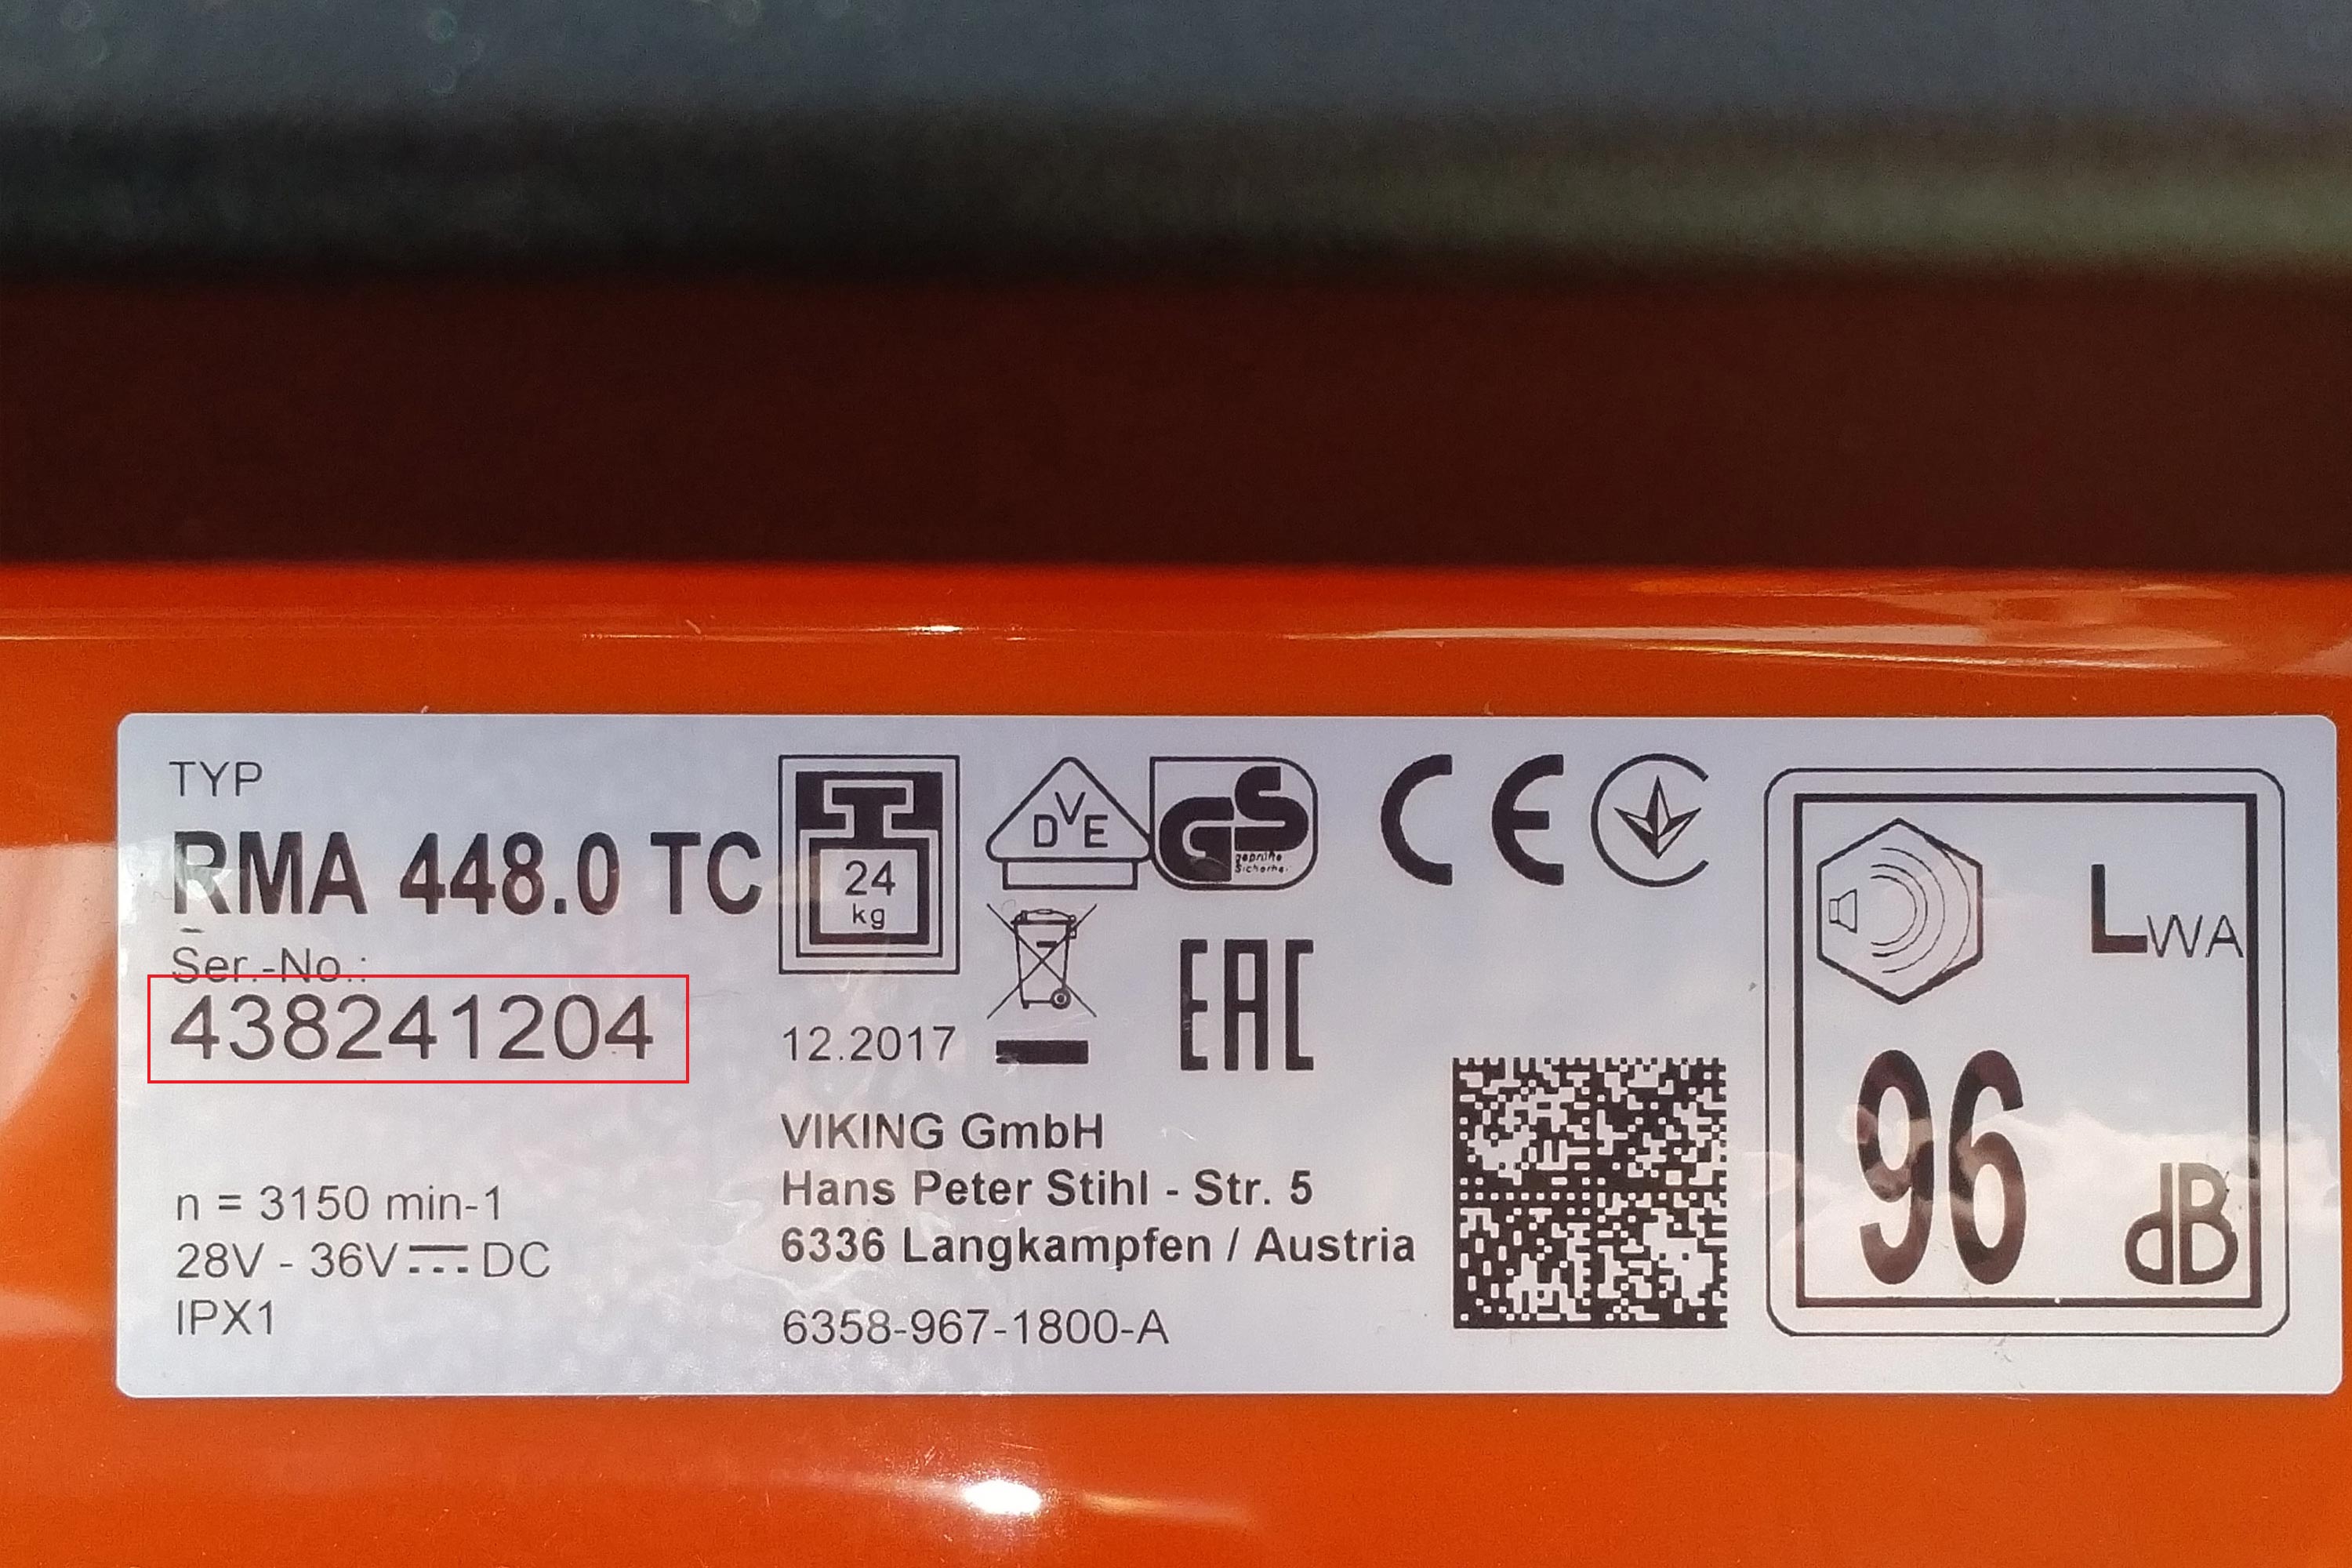 TYP
RMA 448.0 TC
Ser.-No.:
438241204
n = 3150 min-1
28V - 36V DC
IPX1
24
kg
12.2017
DVE
GS
geprüfte
Sicherhei
CE
EAC
VIKING GmbH
Hans Peter Stihl - Str. 5
6336 Langkampfen / Austria
6358-967-1800-A
LWA
96
dB